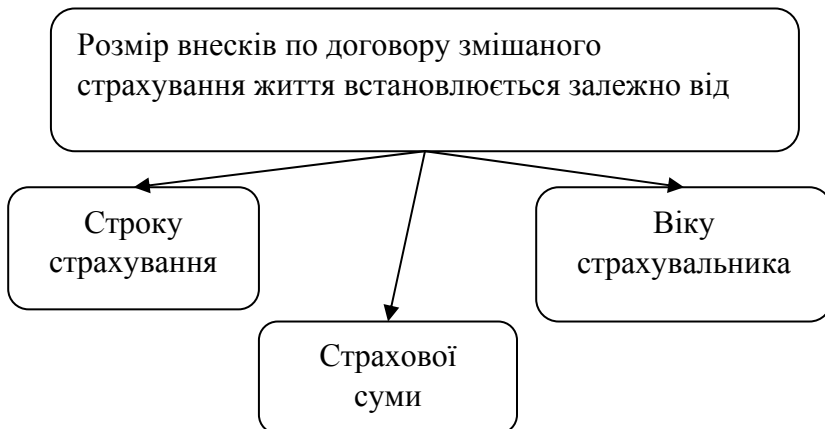 Розмір внесків по договору змішаного
страхування життя встановлюється залежно від
Строку
страхування
Віку
страхувальника
Страхової
суми